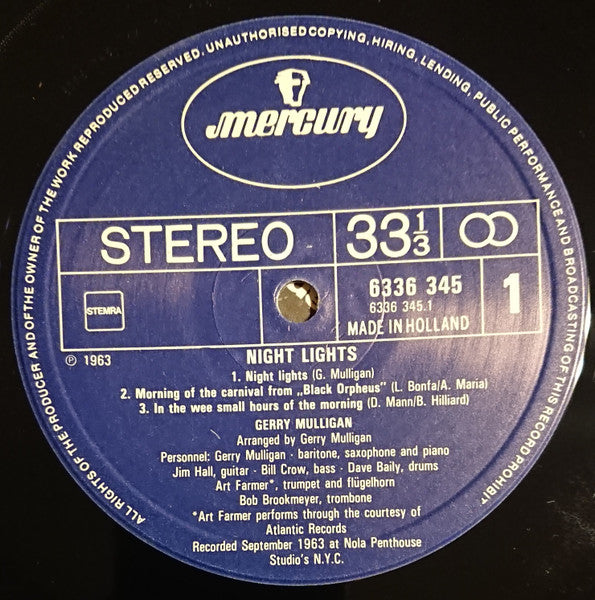 ALL RIGHTS OF THE PRODUCER AND OF THE OWNER OF THE WORK REPRODUCED RESERVED. UNAUTHORISED COPYING, HIRING, LENDING, PUBLIC PERFORMANCE AND BROADCASTING OF THIS RECORD PROHIBIT
mercury
STEREO 33⅓
STEMRA
6336 345 1
6336 345.1
MADE IN HOLLAND
℗ 1963
NIGHT LIGHTS
1. Night lights (G. Mulligan)
2. Morning of the carnival from „Black Orpheus" (L. Bonfa/A. Maria)
3. In the wee small hours of the morning (D. Mann/B. Hilliard)
GERRY MULLIGAN
Arranged by Gerry Mulligan
Personnel: Gerry Mulligan · baritone, saxophone and piano
Jim Hall, guitar · Bill Crow, bass · Dave Baily, drums
Art Farmer*, trumpet and flügelhorn
Bob Brookmeyer, trombone
*Art Farmer performs through the courtesy of
Atlantic Records
Recorded September 1963 at Nola Penthouse
Studio's N.Y.C.